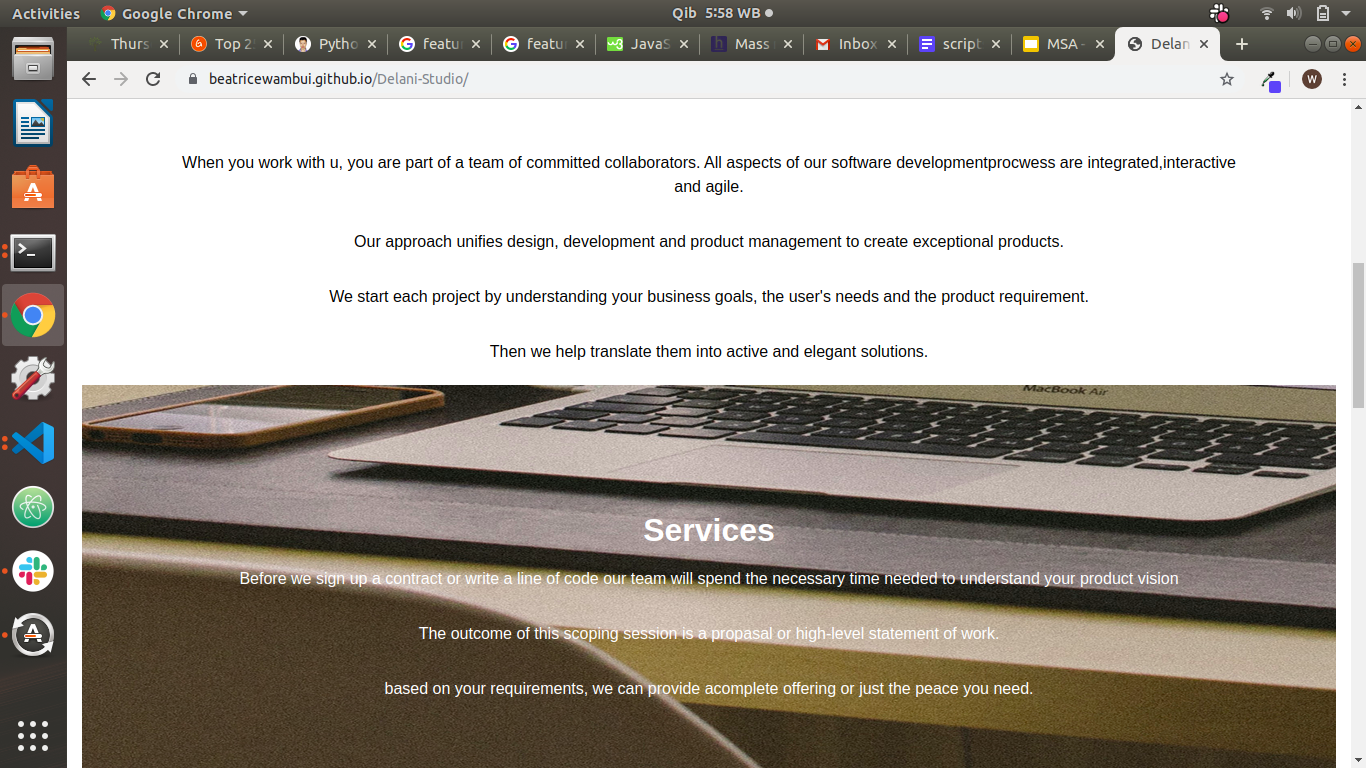 Activities Google Chrome Qib 5:58 WB
Thurs Top 2 Pytho featu featu JavaS Mass Inbox script MSA - Delan
beatricewambui.github.io/Delani-Studio/ W
When you work with u, you are part of a team of committed collaborators. All aspects of our software developmentprocwess are integrated,interactive
and agile.
Our approach unifies design, development and product management to create exceptional products.
We start each project by understanding your business goals, the user's needs and the product requirement.
Then we help translate them into active and elegant solutions.
MacBook Air
Services
Before we sign up a contract or write a line of code our team will spend the necessary time needed to understand your product vision
The outcome of this scoping session is a propasal or high-level statement of work.
based on your requirements, we can provide acomplete offering or just the peace you need.